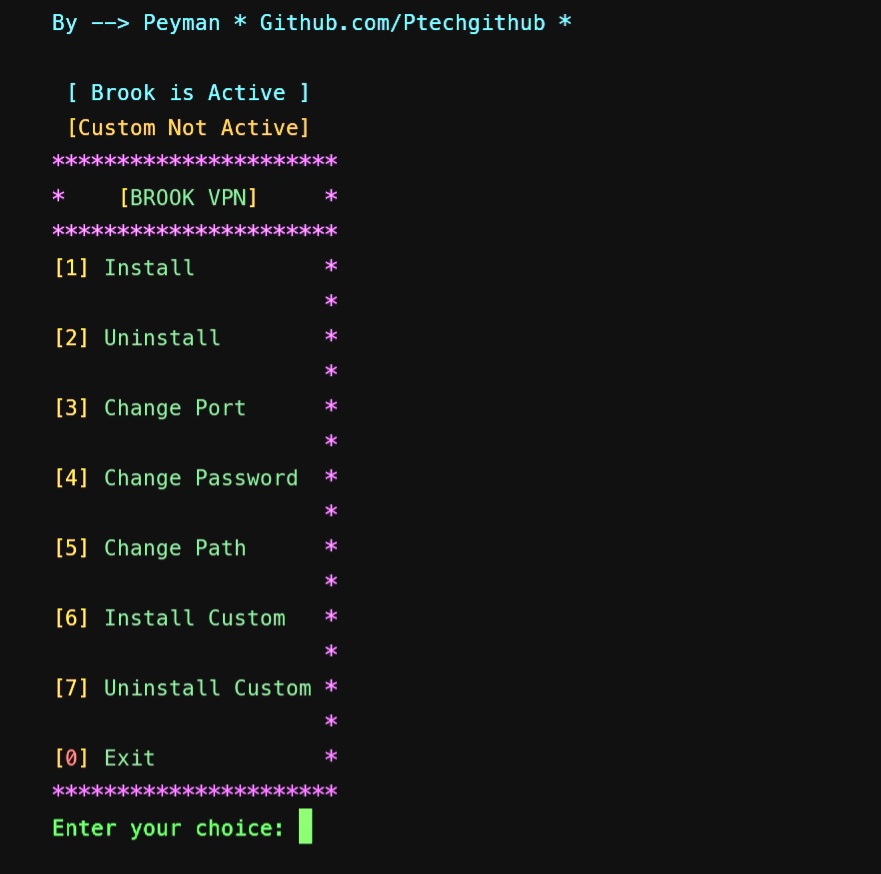 By --> Peyman * Github.com/Ptechgithub *
[ Brook is Active ]
[Custom Not Active]
**********************
* [BROOK VPN] *
**********************
[1] Install *
*
[2] Uninstall *
*
[3] Change Port *
*
[4] Change Password *
*
[5] Change Path *
*
[6] Install Custom *
*
[7] Uninstall Custom *
*
[0] Exit *
**********************
Enter your choice: